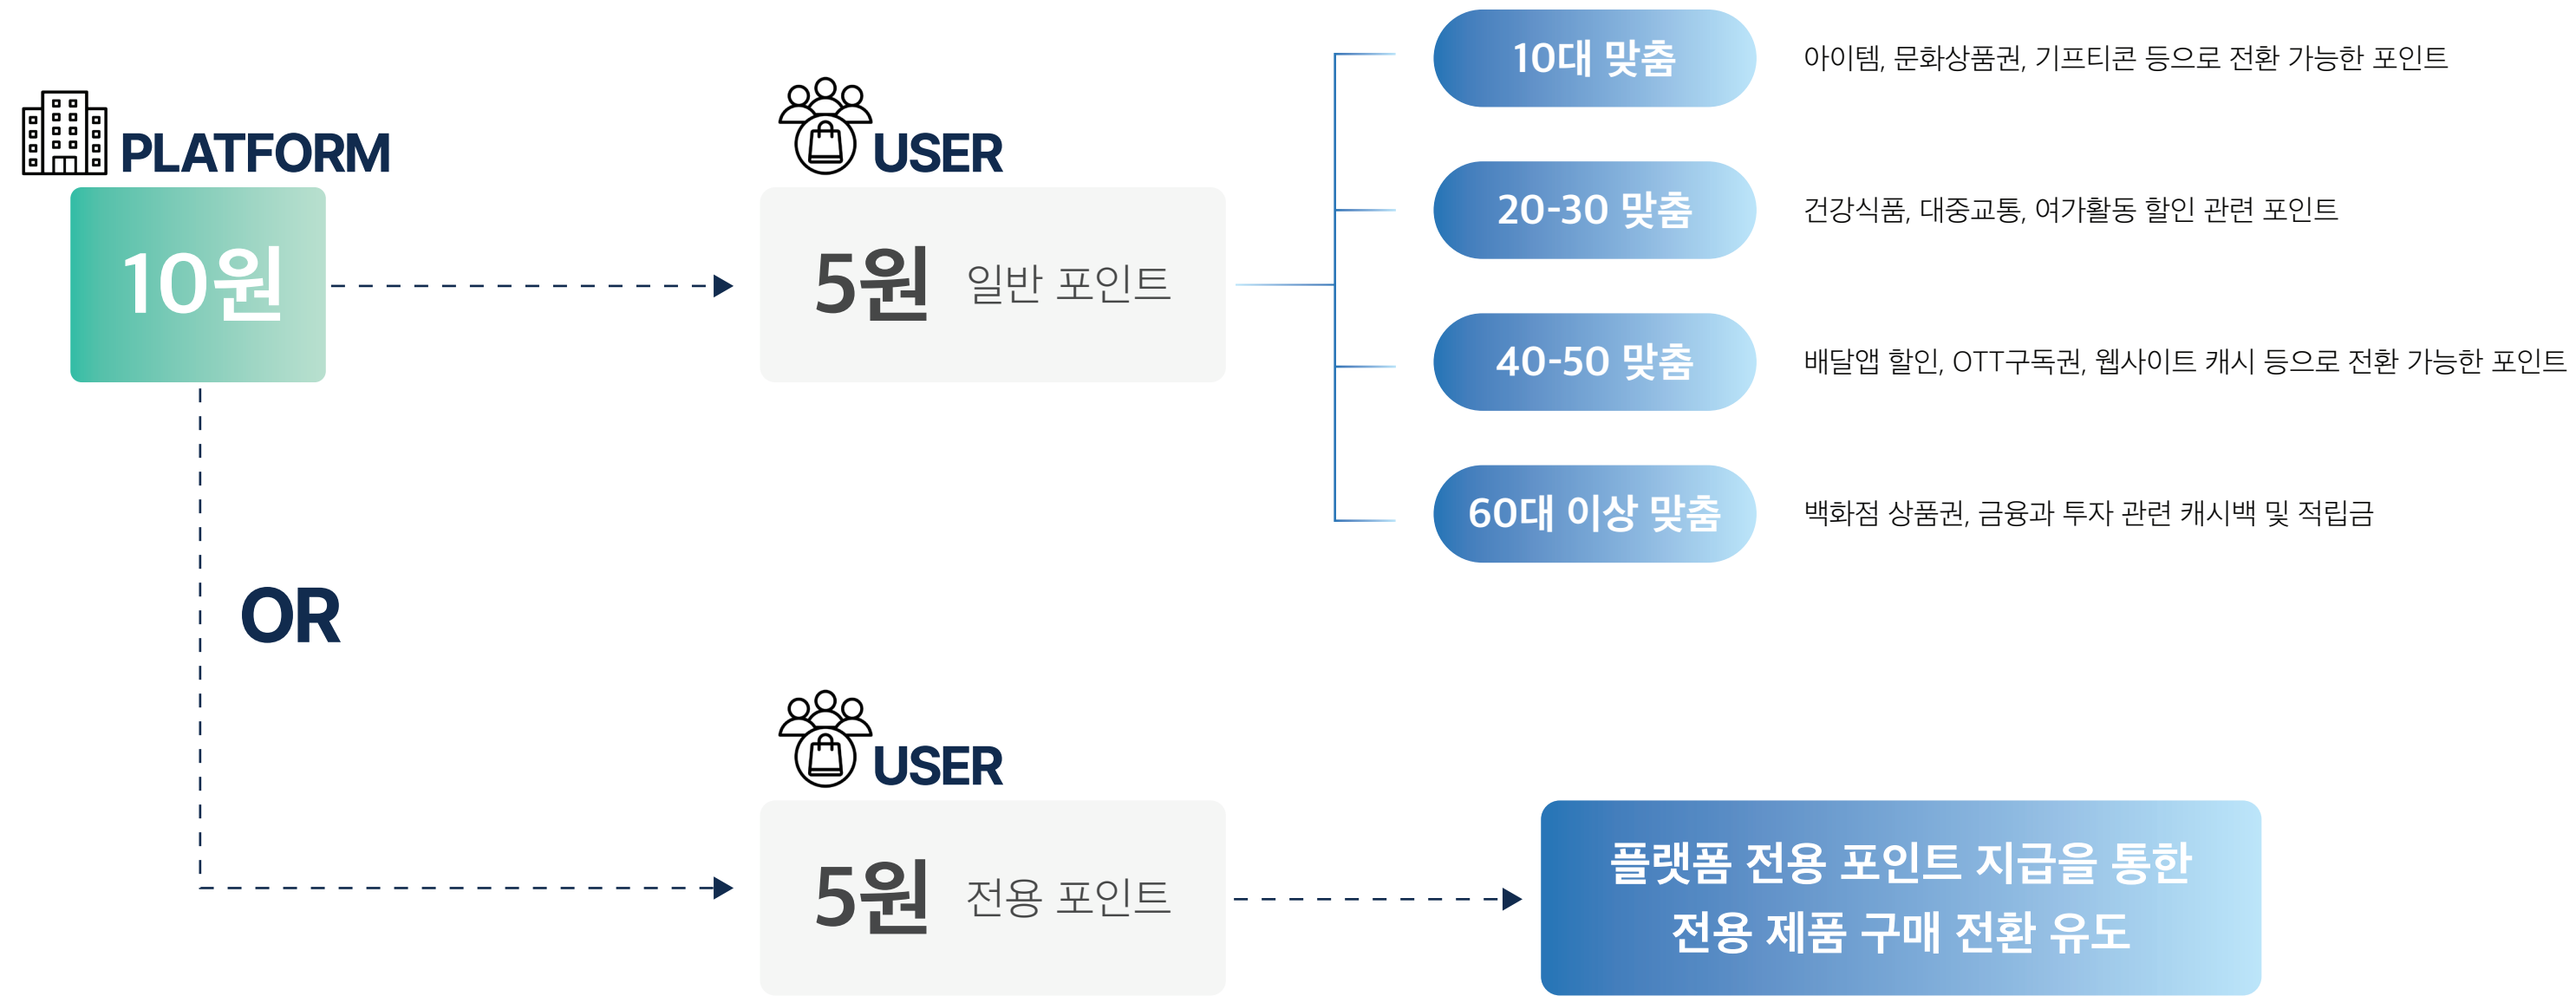 PLATFORM
10원
USER
5원 일반 포인트
10대 맞춤
아이템, 문화상품권, 기프티콘 등으로 전환 가능한 포인트
20-30 맞춤
건강식품, 대중교통, 여가활동 할인 관련 포인트
40-50 맞춤
배달앱 할인, OTT구독권, 웹사이트 캐시 등으로 전환 가능한 포인트
60대 이상 맞춤
백화점 상품권, 금융과 투자 관련 캐시백 및 적립금
OR
USER
5원 전용 포인트
플랫폼 전용 포인트 지급을 통한
전용 제품 구매 전환 유도